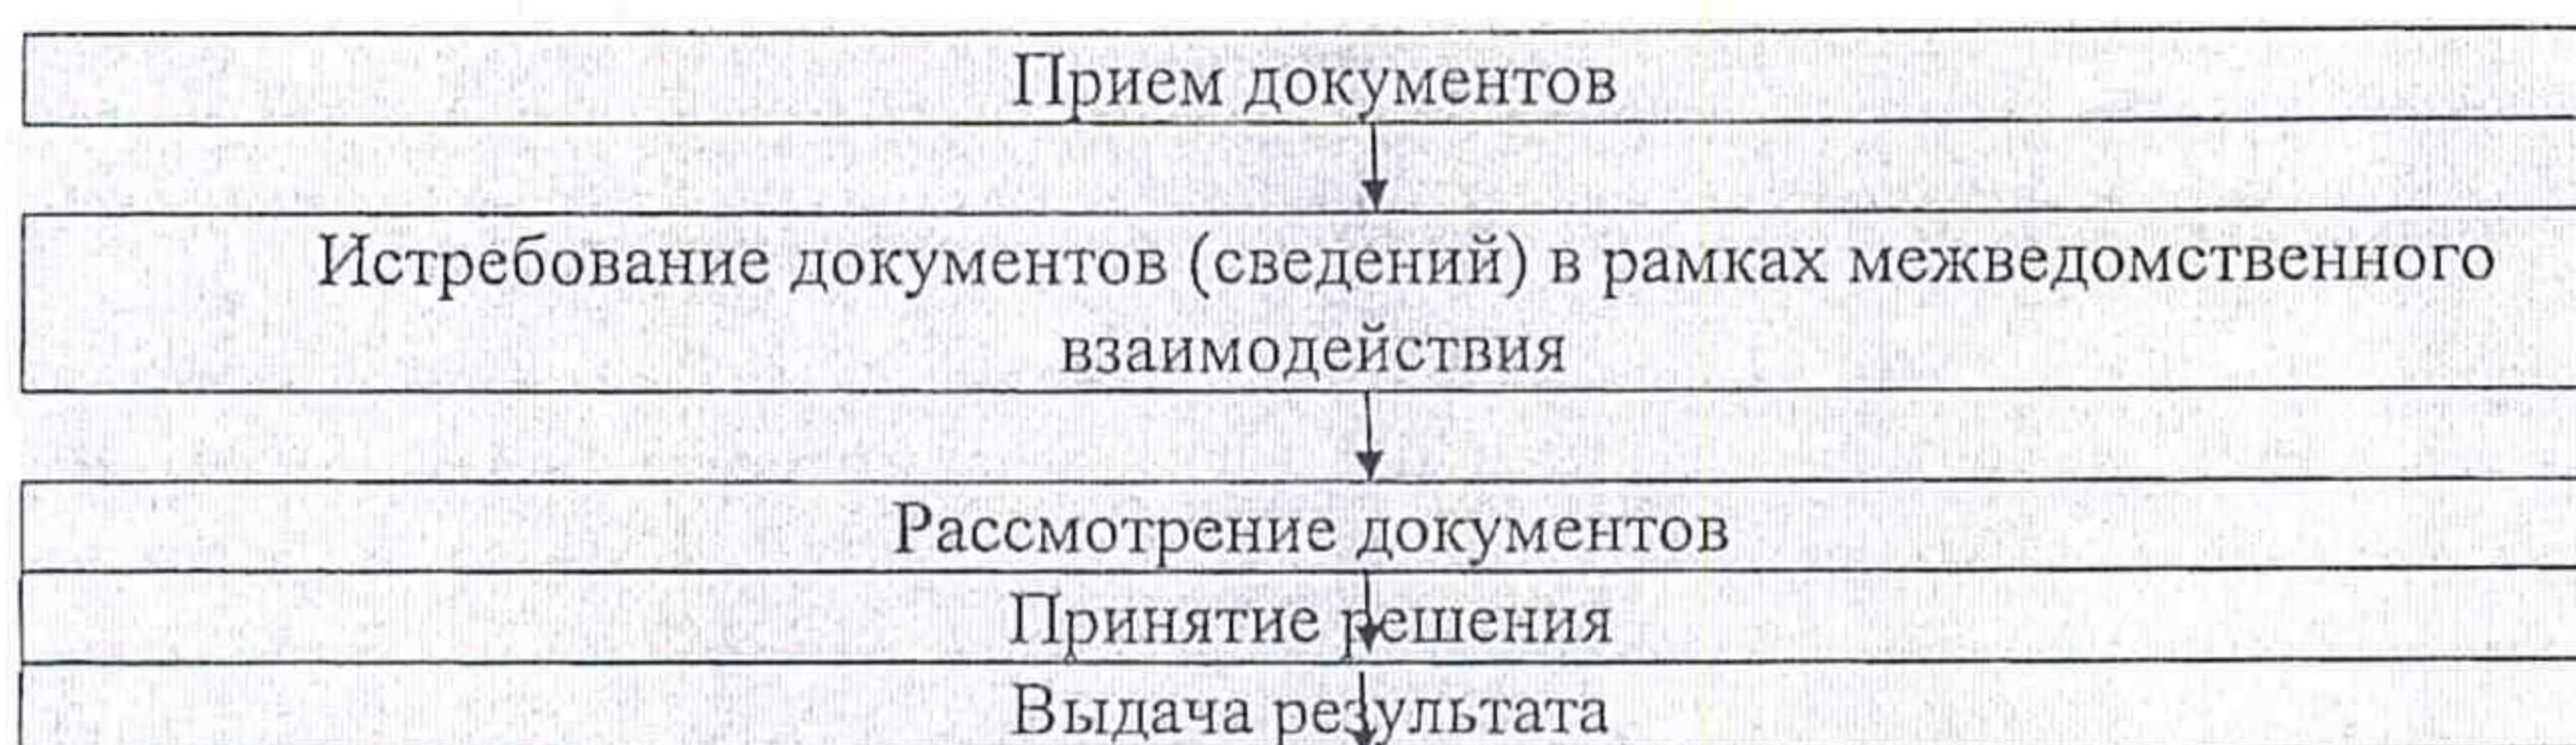 Прием документов
Истребование документов (сведений) в рамках межведомственного
взаимодействия
Рассмотрение документов
Принятие решения
Выдача результата